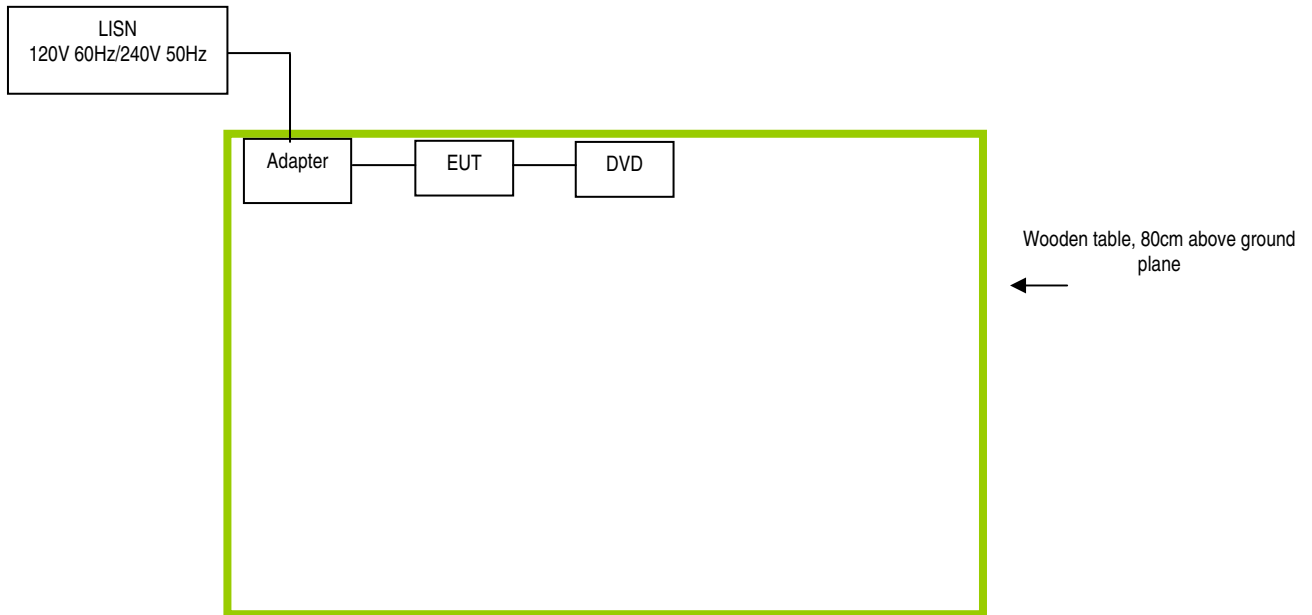 LISN
120V 60Hz/240V 50Hz
Adapter
EUT
DVD
Wooden table, 80cm above ground
plane